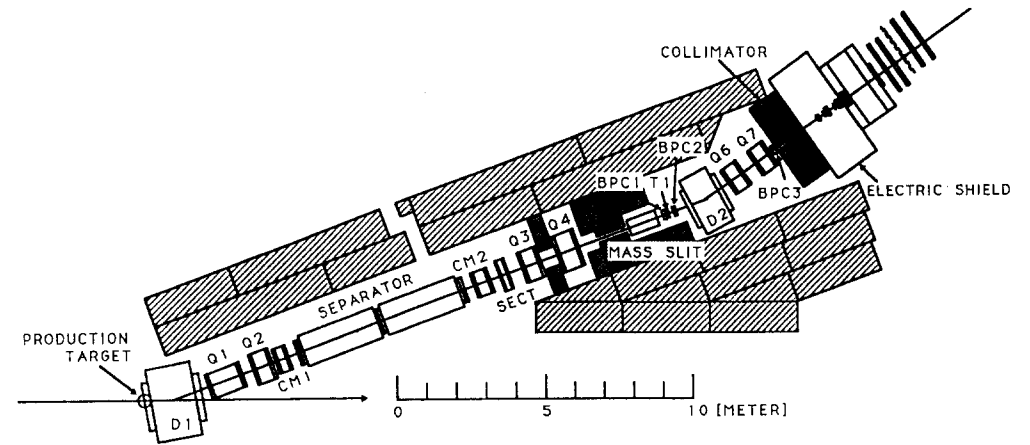 COLLIMATOR
BPC2
Q6
Q7
BPC1
T1
BPC3
ELECTRIC SHIELD
D2
Q3
Q4
MASS SLIT
CM2
SECT
SEPARATOR
PRODUCTION
TARGET
Q1
Q2
CM1
D1
0
5
10 [METER]